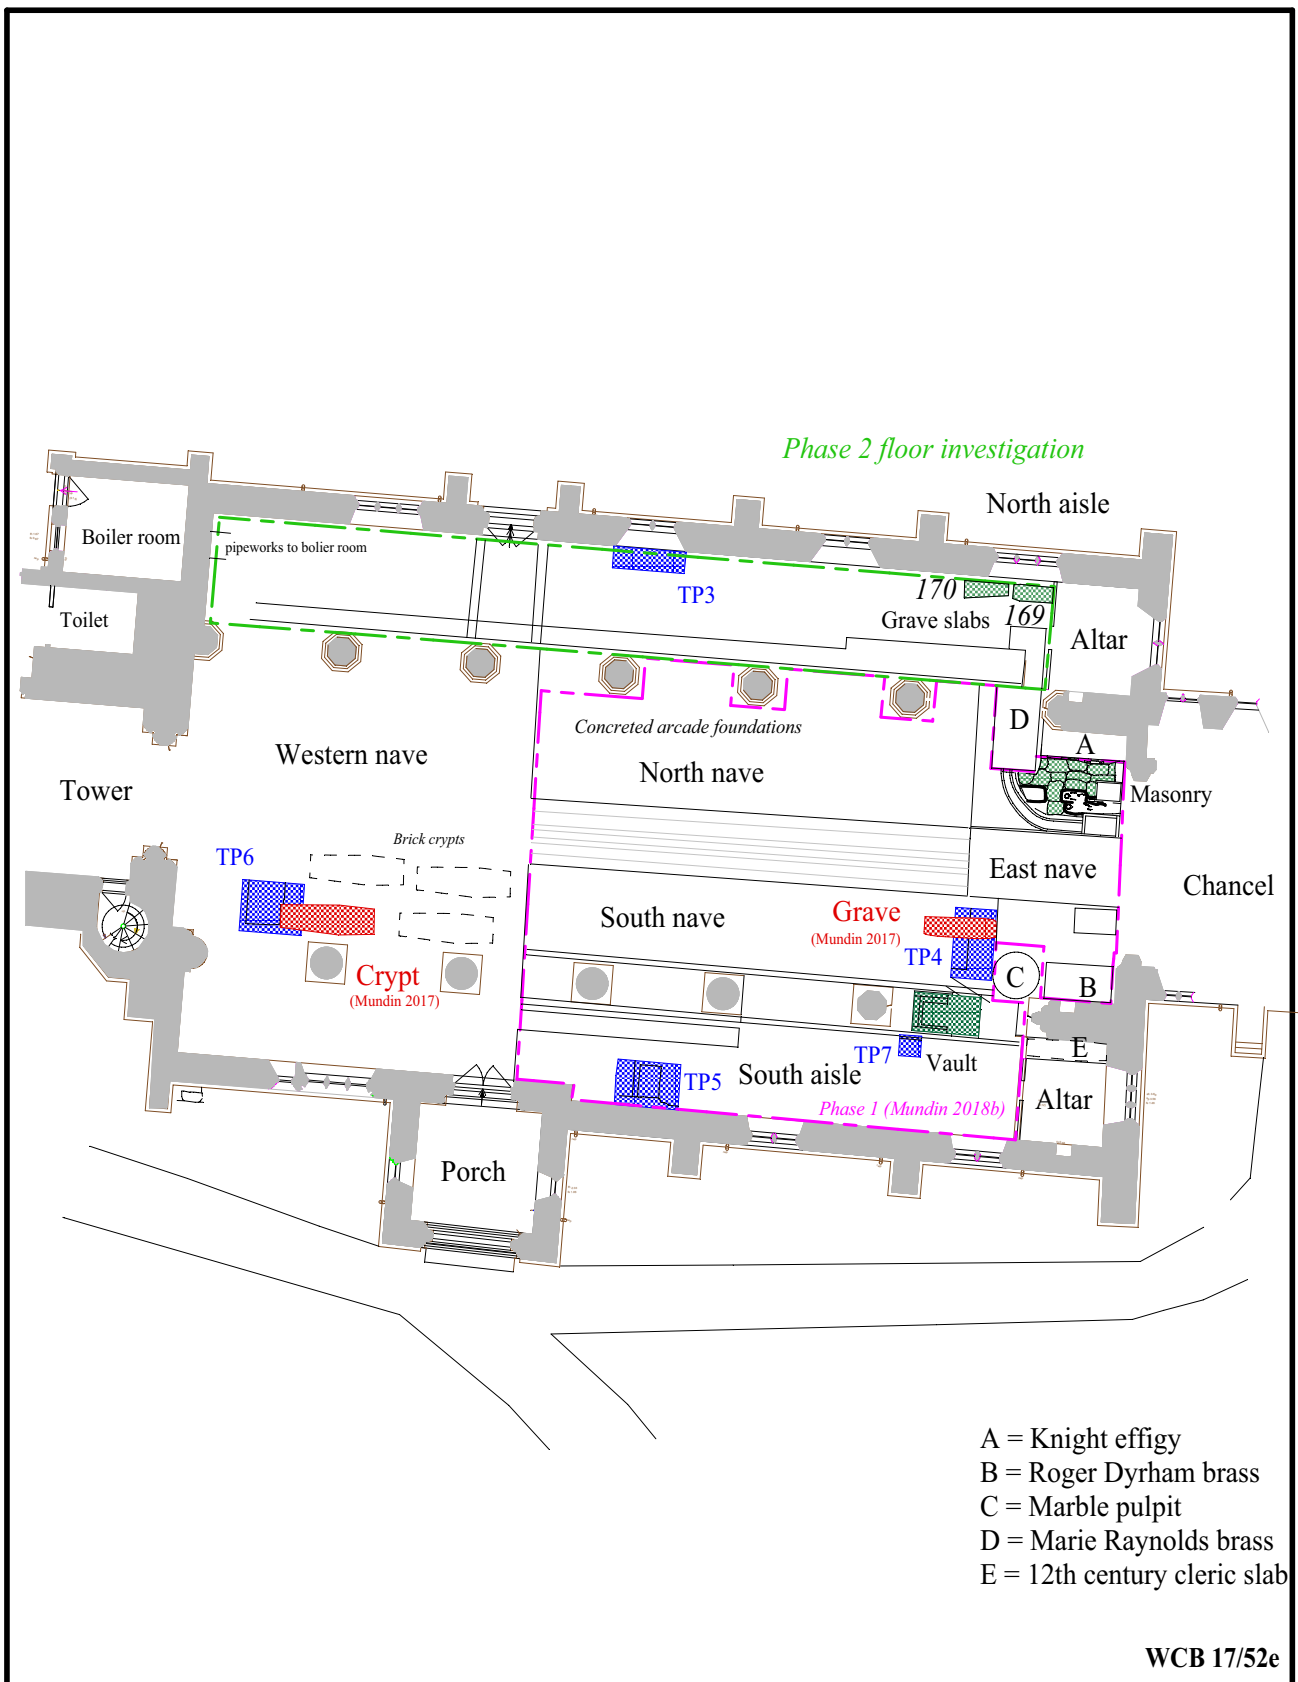 Phase 2 floor investigation
North aisle
Boiler room
pipeworks to bolier room
TP3
170
169
Grave slabs
Toilet
Altar
D
Concreted arcade foundations
A
Western nave
North nave
Tower
Masonry
Brick crypts
TP6
East nave
Chancel
South nave
Grave
(Mundin 2017)
TP4
Crypt
(Mundin 2017)
C
B
E
TP7
Vault
TP5
South aisle
Altar
Phase 1 (Mundin 2018b)
Porch
A = Knight effigy
B = Roger Dyrham brass
C = Marble pulpit
D = Marie Raynolds brass
E = 12th century cleric slab
WCB 17/52e